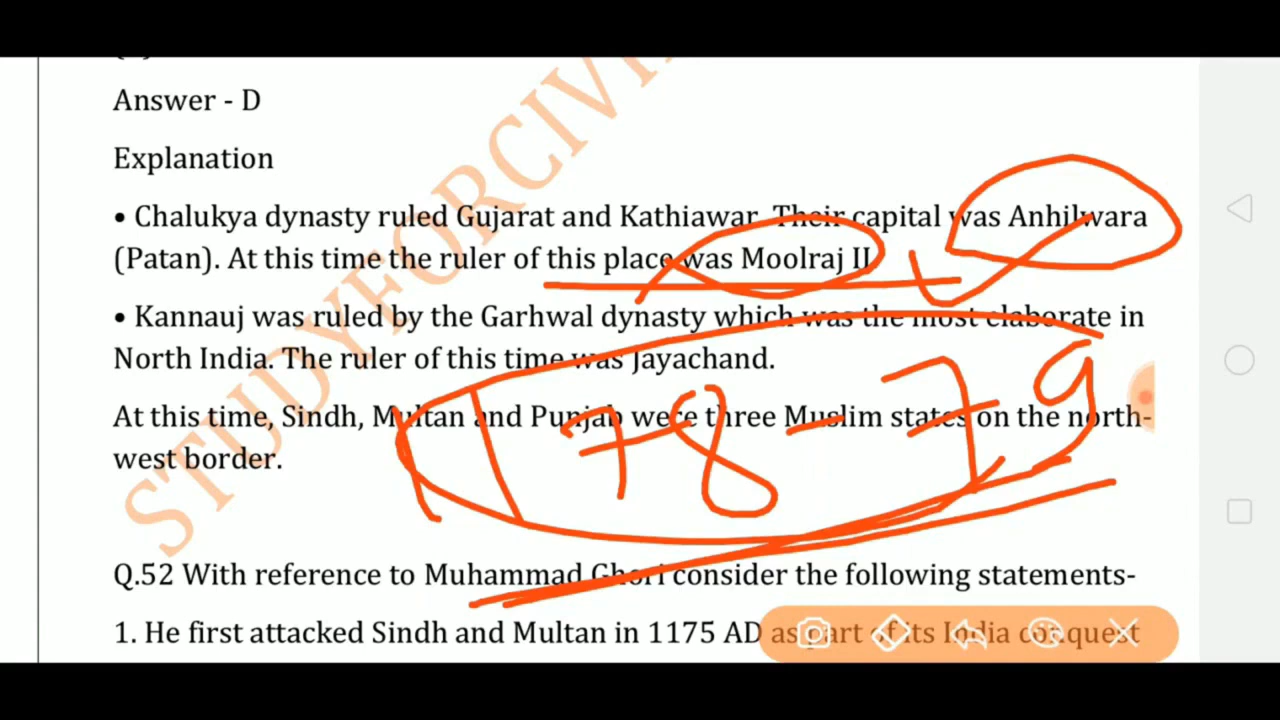 Answer - D
Explanation
• Chalukya dynasty ruled Gujarat and Kathiawar. Their capital was Anhilwara
(Patan). At this time the ruler of this place was Moolraj II.
• Kannauj was ruled by the Garhwal dynasty which was the most elaborate in
North India. The ruler of this time was Jayachand.
At this time, Sindh, Multan and Punjab were three Muslim states on the north-
west border.
1178-79
Q.52 With reference to Muhammad Ghori consider the following statements-
1. He first attacked Sindh and Multan in 1175 AD as part of its India conquest
STUDYFORCIVI